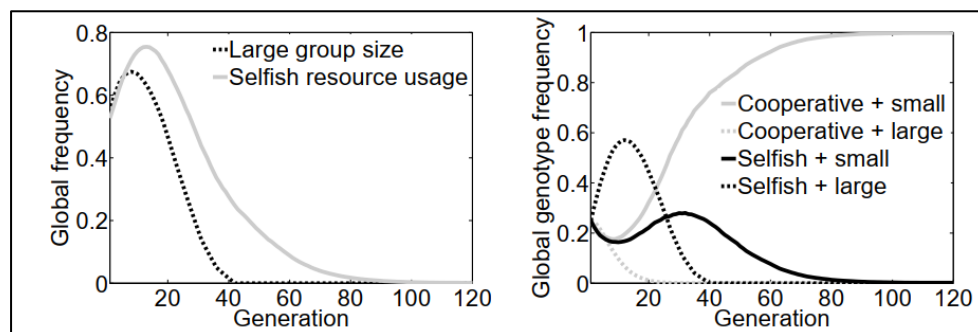 Global frequency
0.8
0.6
0.4
0.2
0
Large group size
Selfish resource usage
20 40 60 80 100 120
Generation
Global genotype frequency
1
0.8
0.6
0.4
0.2
0
Cooperative + small
Cooperative + large
Selfish + small
Selfish + large
20 40 60 80 100 120
Generation